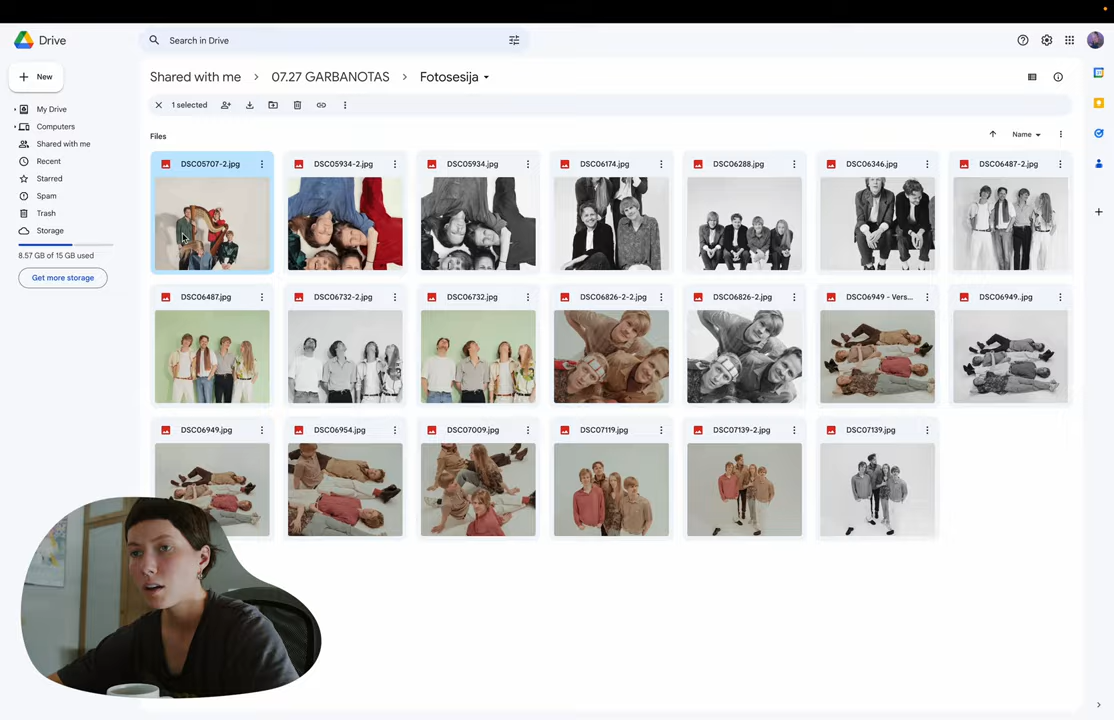 Drive
Search in Drive
New
Shared with me > 07.27 GARBANOTAS > Fotosesija
1 selected
My Drive
Computers
Shared with me
Recent
Starred
Spam
Trash
Storage
8.57 GB of 15 GB used
Get more storage
Files
Name
DSC05707-2.jpg
DSC05934-2.jpg
DSC05934.jpg
DSC06174.jpg
DSC06288.jpg
DSC06346.jpg
DSC06487-2.jpg
DSC06487.jpg
DSC06732-2.jpg
DSC06732.jpg
DSC06826-2-2.jpg
DSC06826-2.jpg
DSC06949 - Vers...
DSC06949..jpg
DSC06949.jpg
DSC06954.jpg
DSC07009.jpg
DSC07119.jpg
DSC07139-2.jpg
DSC07139.jpg